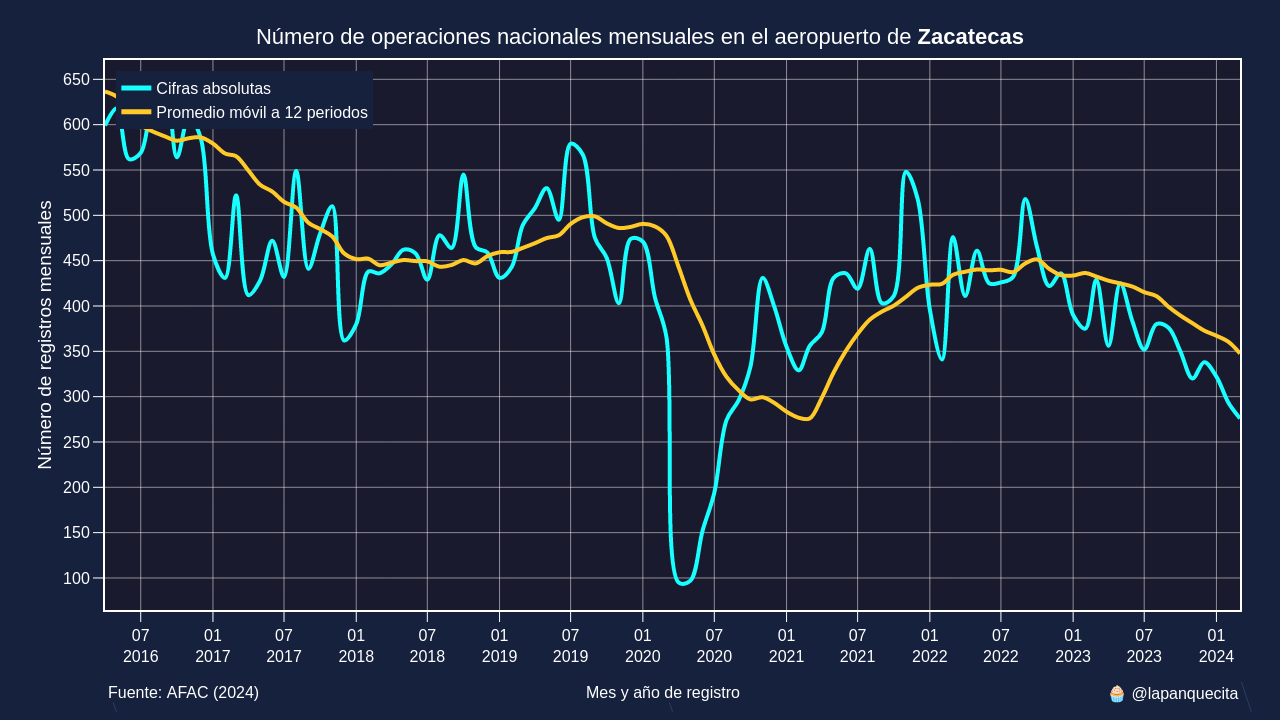 Número de operaciones nacionales mensuales en el aeropuerto de Zacatecas
Cifras absolutas
Promedio móvil a 12 periodos
Número de registros mensuales
650
600
550
500
450
400
350
300
250
200
150
100
07 01 07 01 07 01 07 01 07 01 07 01 07 01 07 01
2016 2017 2017 2018 2018 2019 2019 2020 2020 2021 2021 2022 2022 2023 2023 2024
Fuente: AFAC (2024) Mes y año de registro 🧁 @lapanquecita